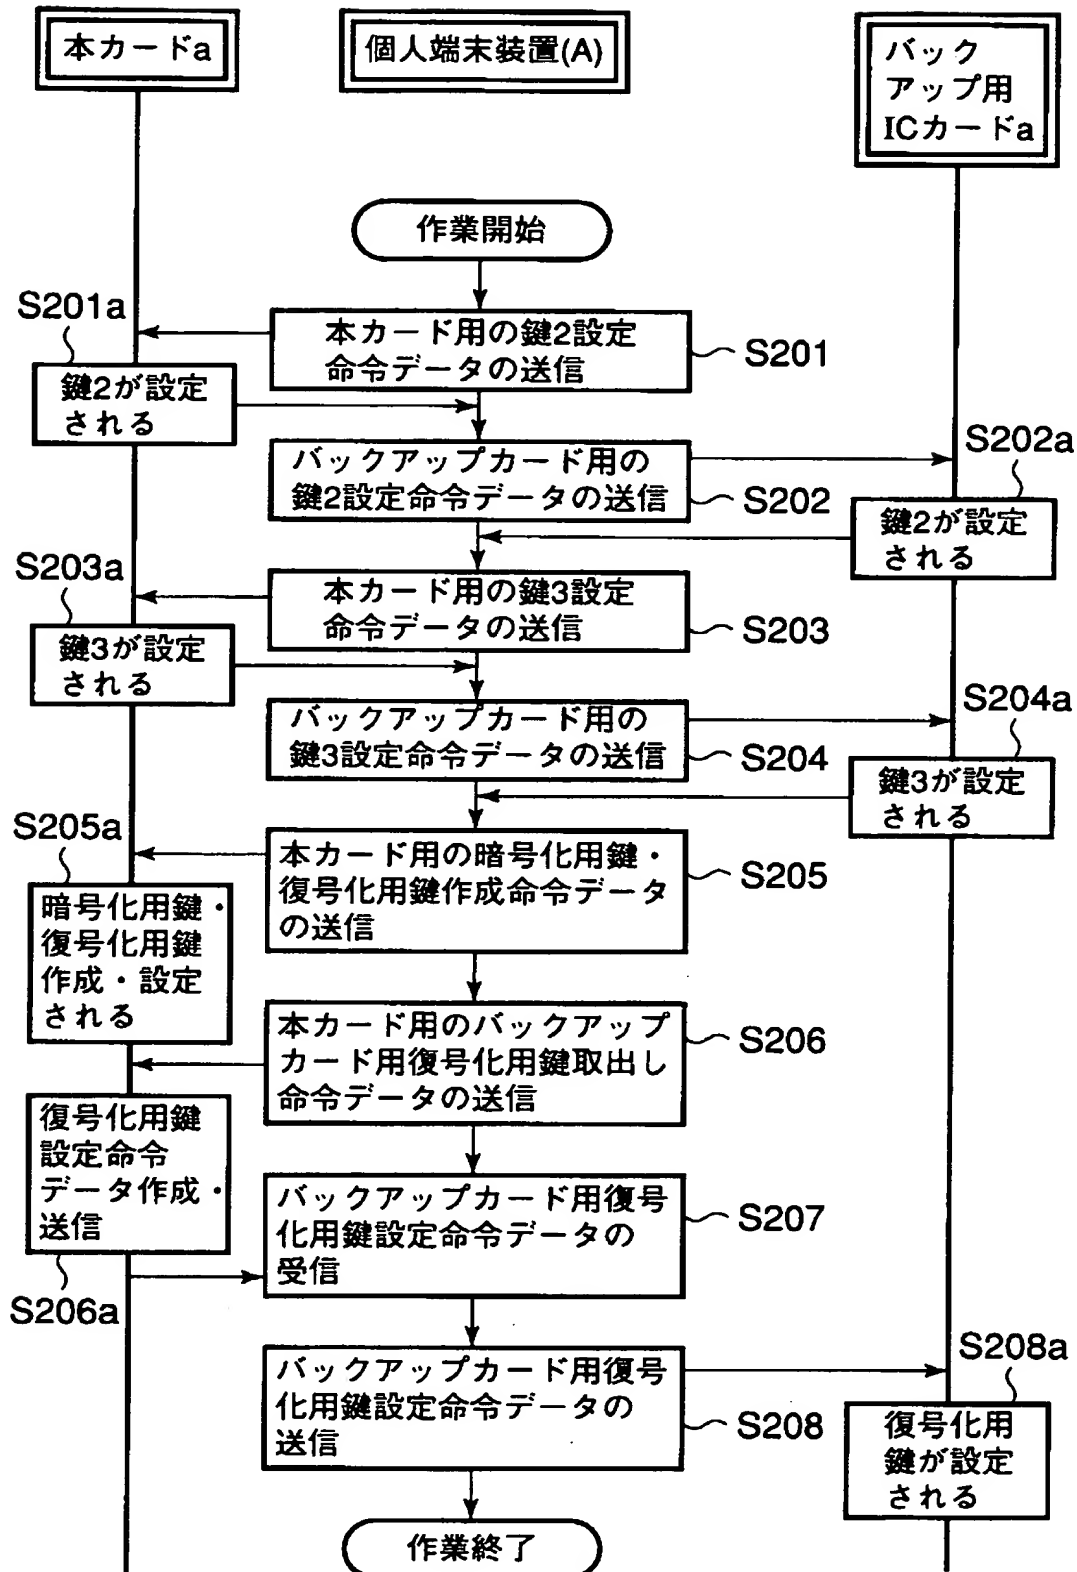 本カードa
個人端末装置(A)
バック
アップ用
ICカードa
作業開始
S201a
本カード用の鍵2設定
命令データの送信
S201
鍵2が設定
される
バックアップカード用の
鍵2設定命令データの送信
S202
S202a
鍵2が設定
される
S203a
本カード用の鍵3設定
命令データの送信
S203
鍵3が設定
される
バックアップカード用の
鍵3設定命令データの送信
S204
S204a
鍵3が設定
される
S205a
本カード用の暗号化用鍵・
復号化用鍵作成命令データ
の送信
S205
暗号化用鍵・
復号化用鍵
作成・設定
される
本カード用のバックアップ
カード用復号化用鍵取出し
命令データの送信
S206
復号化用鍵
設定命令
データ作成・
送信
S206a
バックアップカード用復号
化用鍵設定命令データの
受信
S207
バックアップカード用復号
化用鍵設定命令データの
送信
S208
S208a
復号化用
鍵が設定
される
作業終了